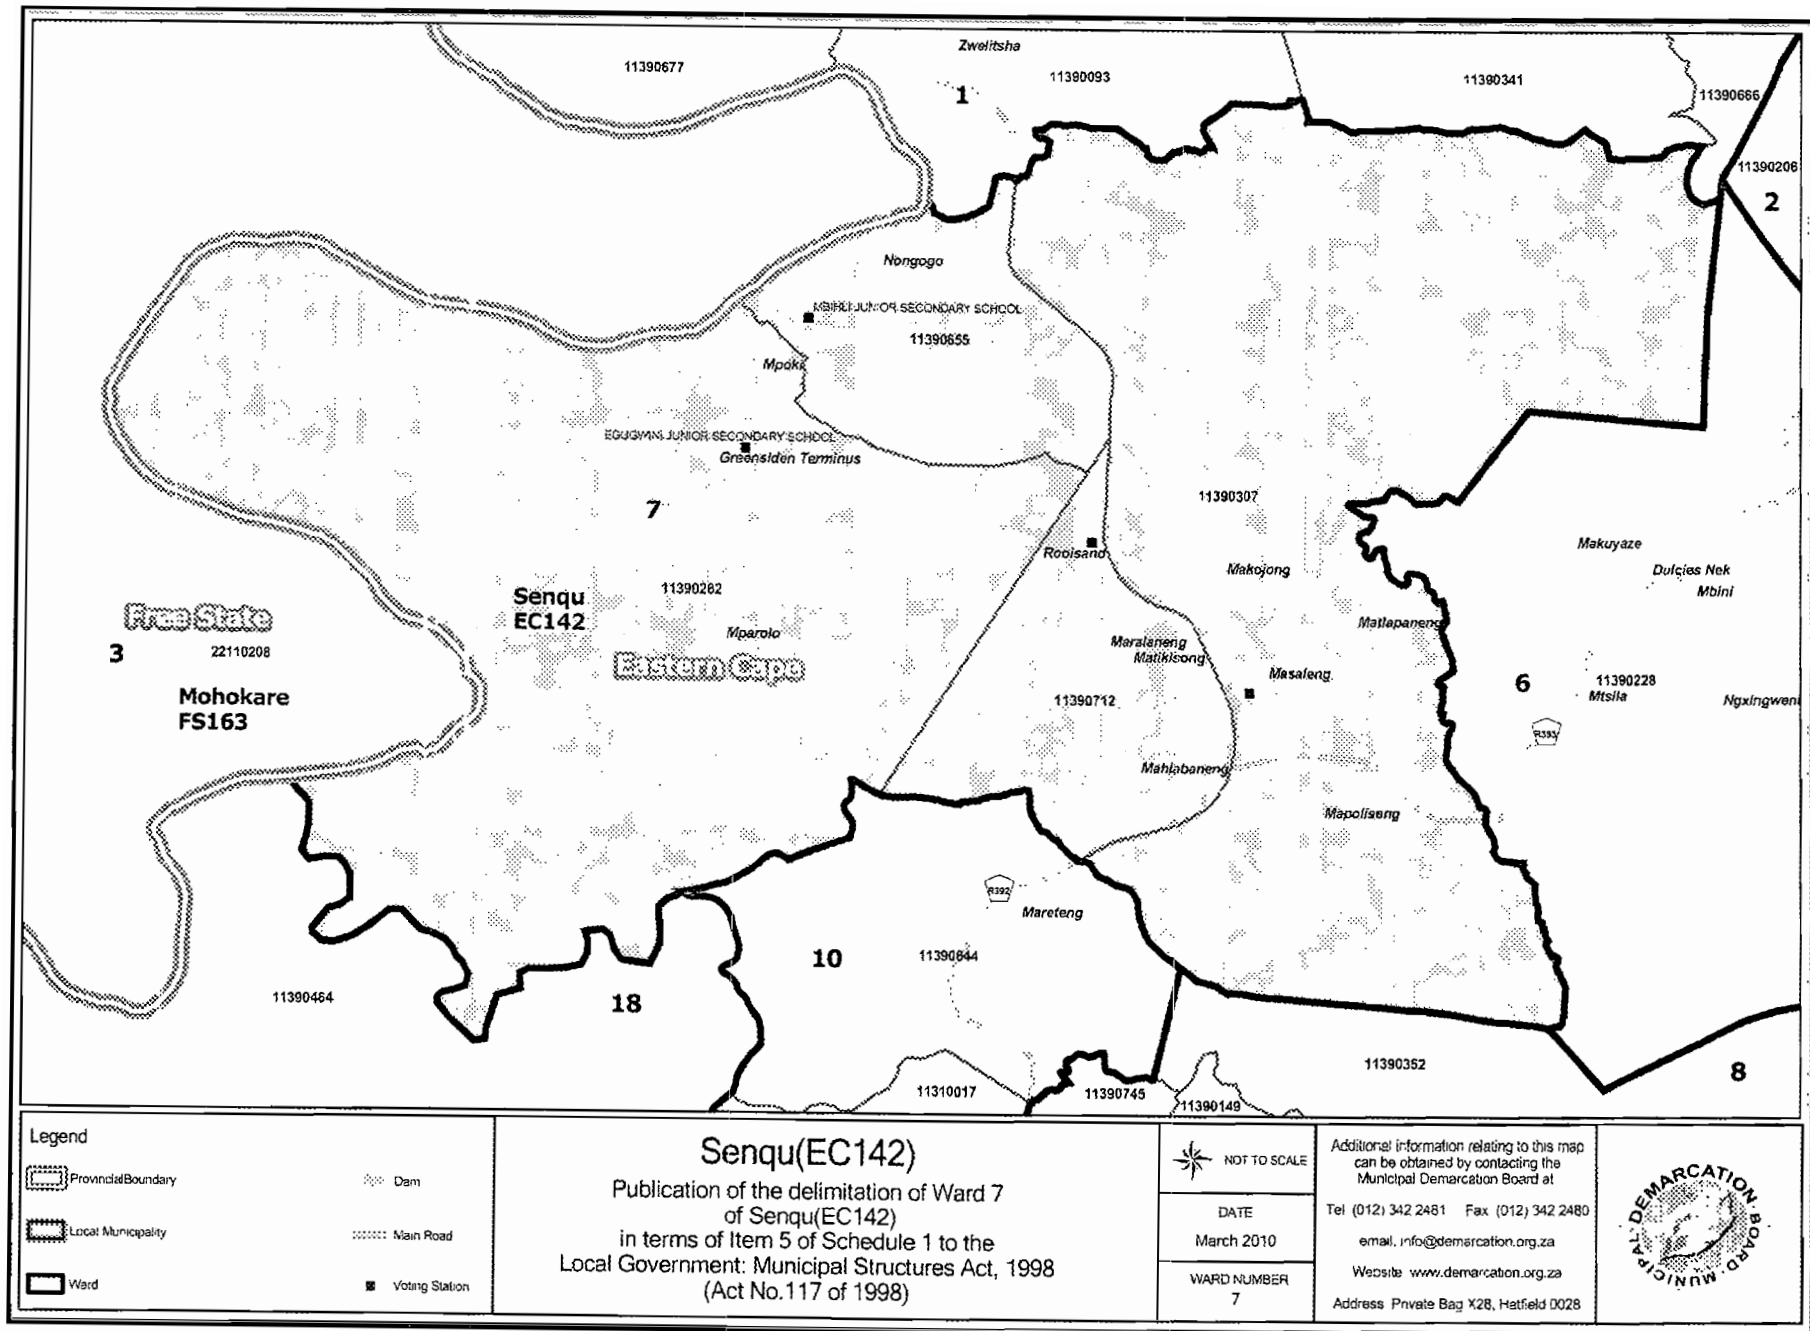 Zwelitsha
11390677
11390093
11390341
1
11390666
11390206
2
Nongogo
JUNIOR SECONDARY SCHOOL
11390655
Mpoki
JUNIOR SECONDARY SCHOOL
Greensiden Terminus
7
11390307
Rooisand
Makuyaze
Makojong
Dulcies Nek
Mbini
11390282
Senqu
EC142
Free State
Matlapaneng
3
22110208
Mparolo
Maralaneng
Matikisong
Eastern Cape
Masaleng
6
11390228
Mtsila
Mohokare
FS163
11390712
Ngxingweni
R393
Mahlabaneng
Mapoliseng
R392
Mareteng
10
11390644
11390464
18
11390352
8
11310017
11390745
11390149
Legend
Provincial Boundary
Dam
Local Municipality
Main Road
Ward
Voting Station
Senqu(EC142)
Publication of the delimitation of Ward 7
of Senqu(EC142)
in terms of Item 5 of Schedule 1 to the
Local Government: Municipal Structures Act, 1998
(Act No.117 of 1998)
NOT TO SCALE
DATE
March 2010
WARD NUMBER
7
Additional information relating to this map
can be obtained by contacting the
Municipal Demarcation Board at
Tel (012) 342 2481 Fax (012) 342 2480
email. info@demarcation.org.za
Website www.demarcation.org.za
Address Private Bag X28, Hatfield 0028
MUNICIPAL DEMARCATION BOARD